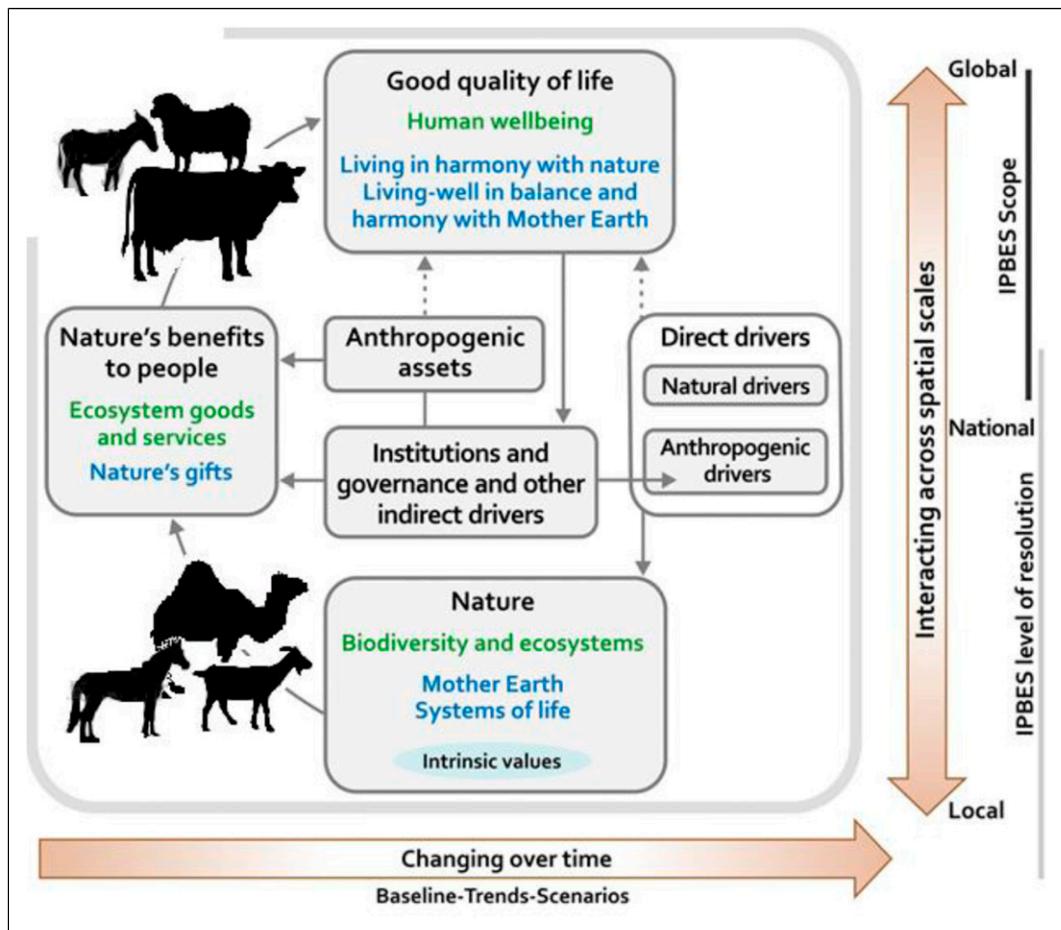 Good quality of life
Human wellbeing
Living in harmony with nature
Living-well in balance and
harmony with Mother Earth
Nature's benefits
to people
Ecosystem goods
and services
Nature's gifts
Anthropogenic
assets
Institutions and
governance and other
indirect drivers
Direct drivers
Natural drivers
Anthropogenic
drivers
Nature
Biodiversity and ecosystems
Mother Earth
Systems of life
Intrinsic values
Changing over time
Baseline-Trends-Scenarios
Interacting across spatial scales
Global
National
Local
IPBES Scope
IPBES level of resolution